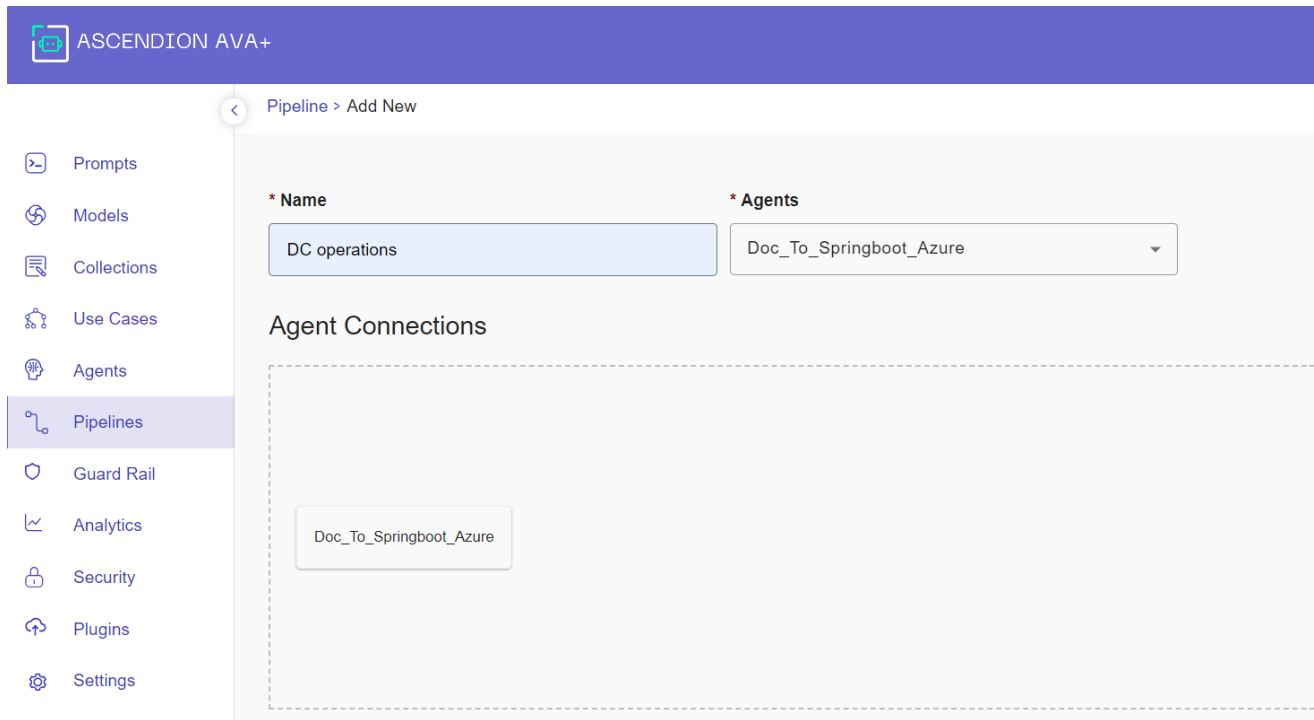 ASCENDION AVA+
Pipeline > Add New
Prompts
Models
Collections
Use Cases
Agents
Pipelines
Guard Rail
Analytics
Security
Plugins
Settings
* Name
* Agents
DC operations
Doc_To_Springboot_Azure
Agent Connections
Doc_To_Springboot_Azure